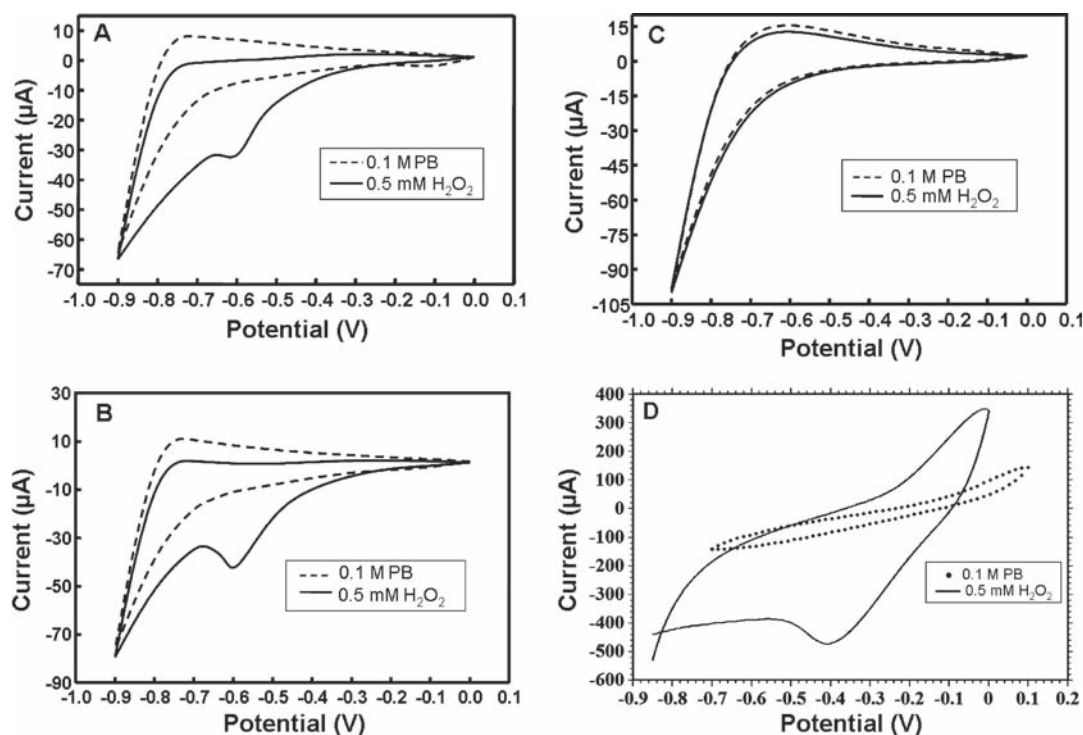 A
10
0
-10
-20
-30
-40
-50
-60
-70
Current (µA)
0.1 M PB
0.5 mM H₂O₂
-1.0 -0.9 -0.8 -0.7 -0.6 -0.5 -0.4 -0.3 -0.2 -0.1 0.0 0.1
Potential (V)
C
15
0
-15
-30
-45
-60
-75
-90
-105
Current (µA)
0.1 M PB
0.5 mM H₂O₂
-1.0 -0.9 -0.8 -0.7 -0.6 -0.5 -0.4 -0.3 -0.2 -0.1 0.0 0.1
Potential (V)
B
30
10
-10
-30
-50
-70
-90
Current (µA)
0.1 M PB
0.5 mM H₂O₂
-1.0 -0.9 -0.8 -0.7 -0.6 -0.5 -0.4 -0.3 -0.2 -0.1 0.0 0.1
Potential (V)
D
400
300
200
100
0
-100
-200
-300
-400
-500
-600
Current (µA)
0.1 M PB
0.5 mM H₂O₂
-0.8 -0.7 -0.6 -0.5 -0.4 -0.3 -0.2 -0.1 0 0.1 0.2
Potential (V)